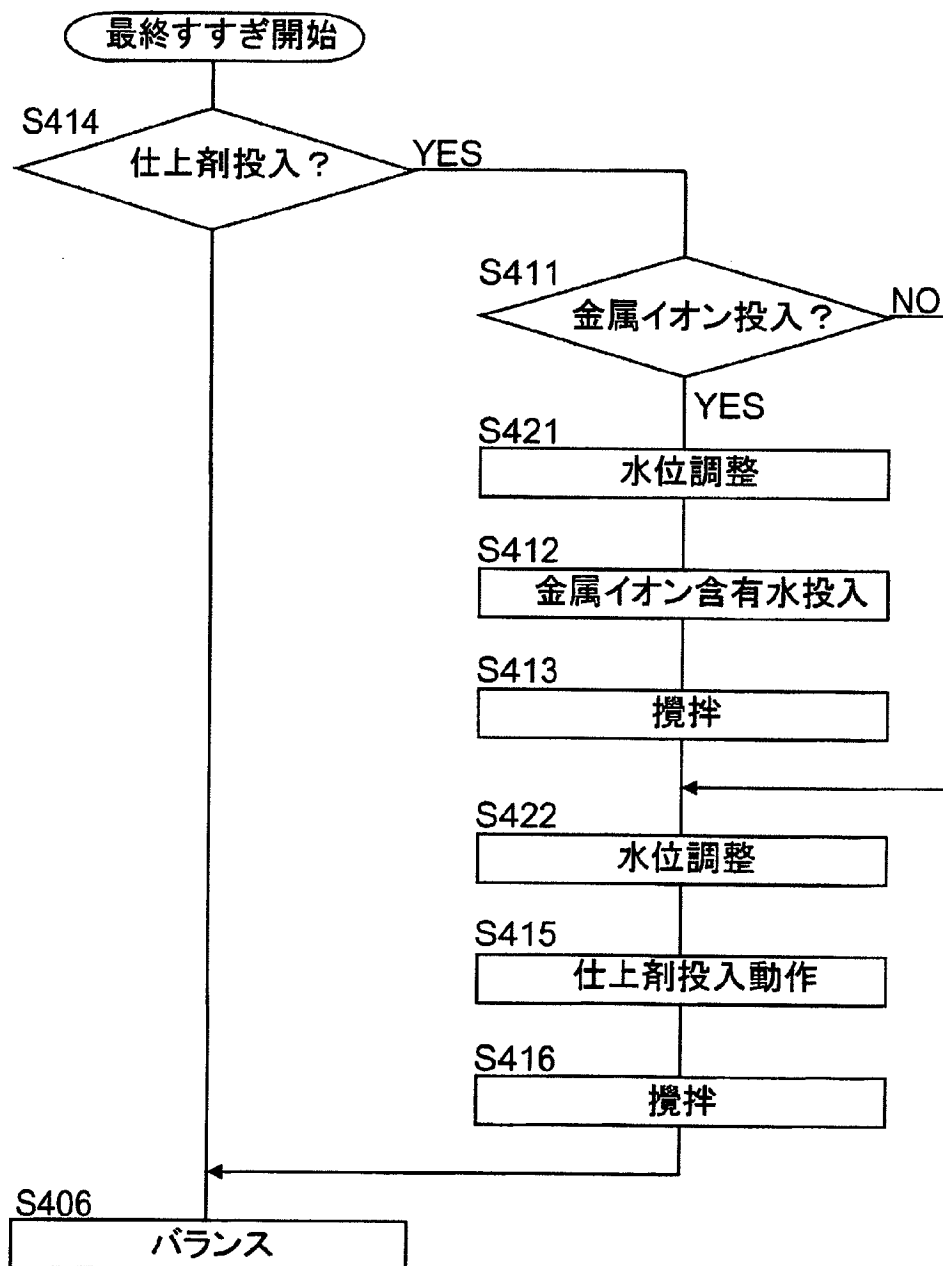 最終すすぎ開始
S414
仕上剤投入?
YES
S411
金属イオン投入?
NO
YES
S421
水位調整
S412
金属イオン含有水投入
S413
攪拌
S422
水位調整
S415
仕上剤投入動作
S416
攪拌
S406
バランス